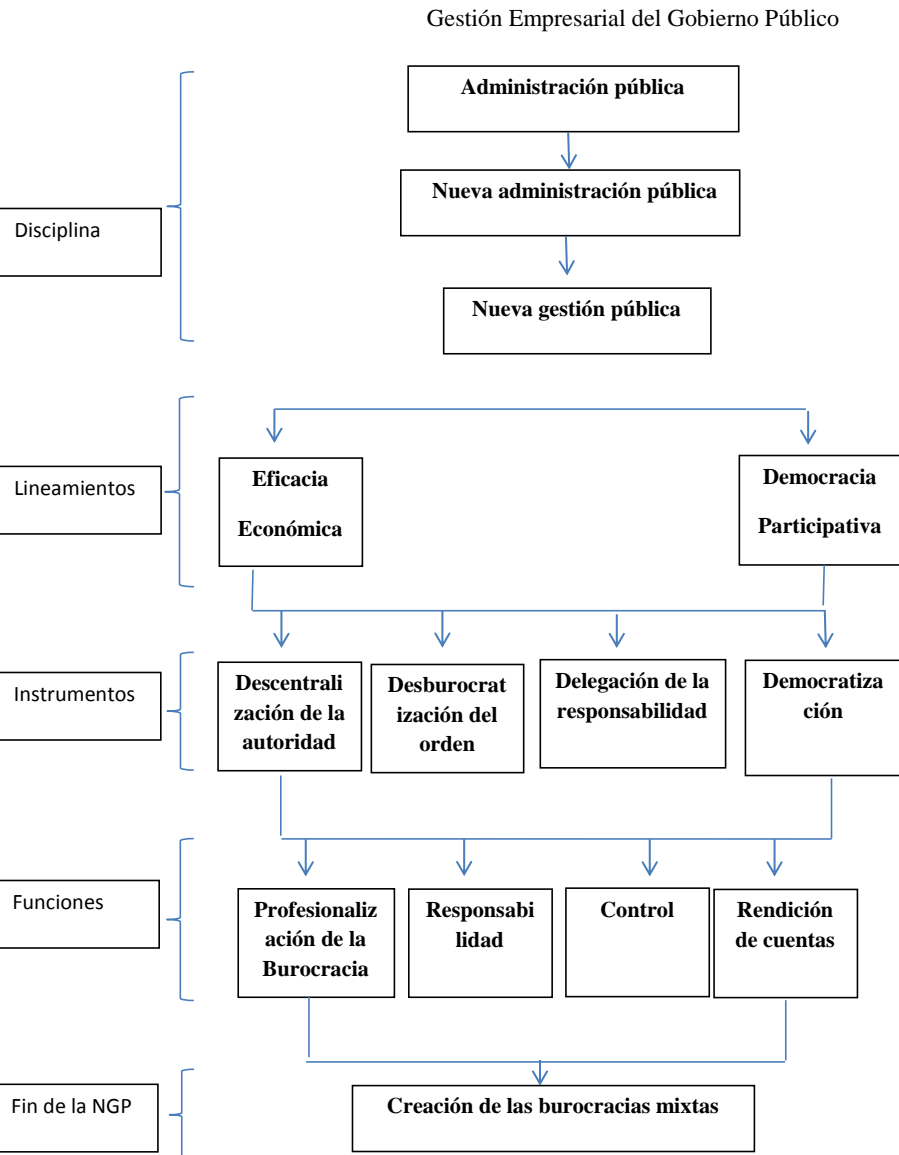 Gestión Empresarial del Gobierno Público
Administración pública
Nueva administración pública
Disciplina
Nueva gestión pública
Lineamientos
Eficacia
Económica
Democracia
Participativa
Instrumentos
Descentrali
zación de la
autoridad
Desburocrat
ización del
orden
Delegación de la
responsabilidad
Democratiza
ción
Funciones
Profesionaliz
ación de la
Burocracia
Responsabi
lidad
Control
Rendición
de cuentas
Fin de la NGP
Creación de las burocracias mixtas